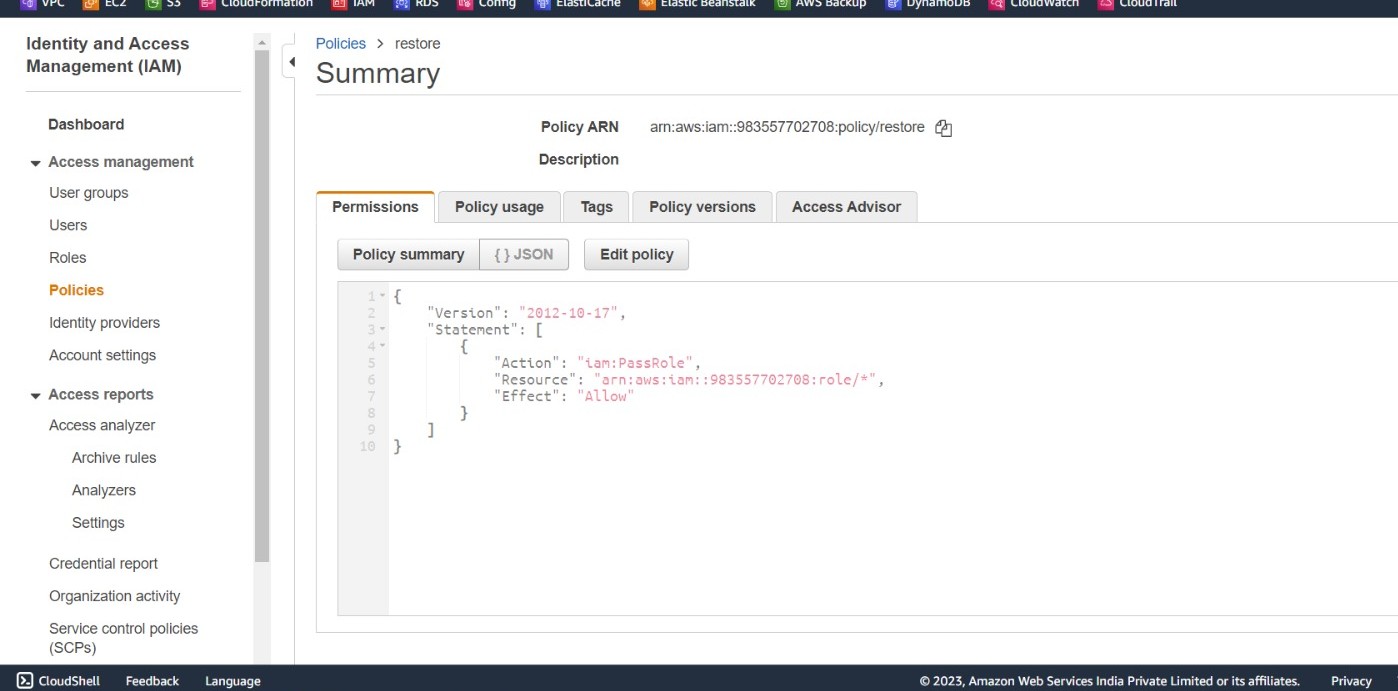 VPC EC2 S3 CloudFormation IAM RDS Config ElastiCache Elastic Beanstalk AWS Backup DynamoDB CloudWatch CloudTrail
Identity and Access
Management (IAM)
Dashboard
Access management
User groups
Users
Roles
Policies
Identity providers
Account settings
Access reports
Access analyzer
Archive rules
Analyzers
Settings
Credential report
Organization activity
Service control policies
(SCPs)
Policies > restore
Summary
Policy ARN arn:aws:iam::983557702708:policy/restore
Description
Permissions Policy usage Tags Policy versions Access Advisor
Policy summary { } JSON Edit policy
1 {
2 "Version": "2012-10-17",
3 "Statement": [
4 {
5 "Action": "iam:PassRole",
6 "Resource": "arn:aws:iam::983557702708:role/*",
7 "Effect": "Allow"
8 }
9 ]
10 }
CloudShell Feedback Language © 2023, Amazon Web Services India Private Limited or its affiliates. Privacy